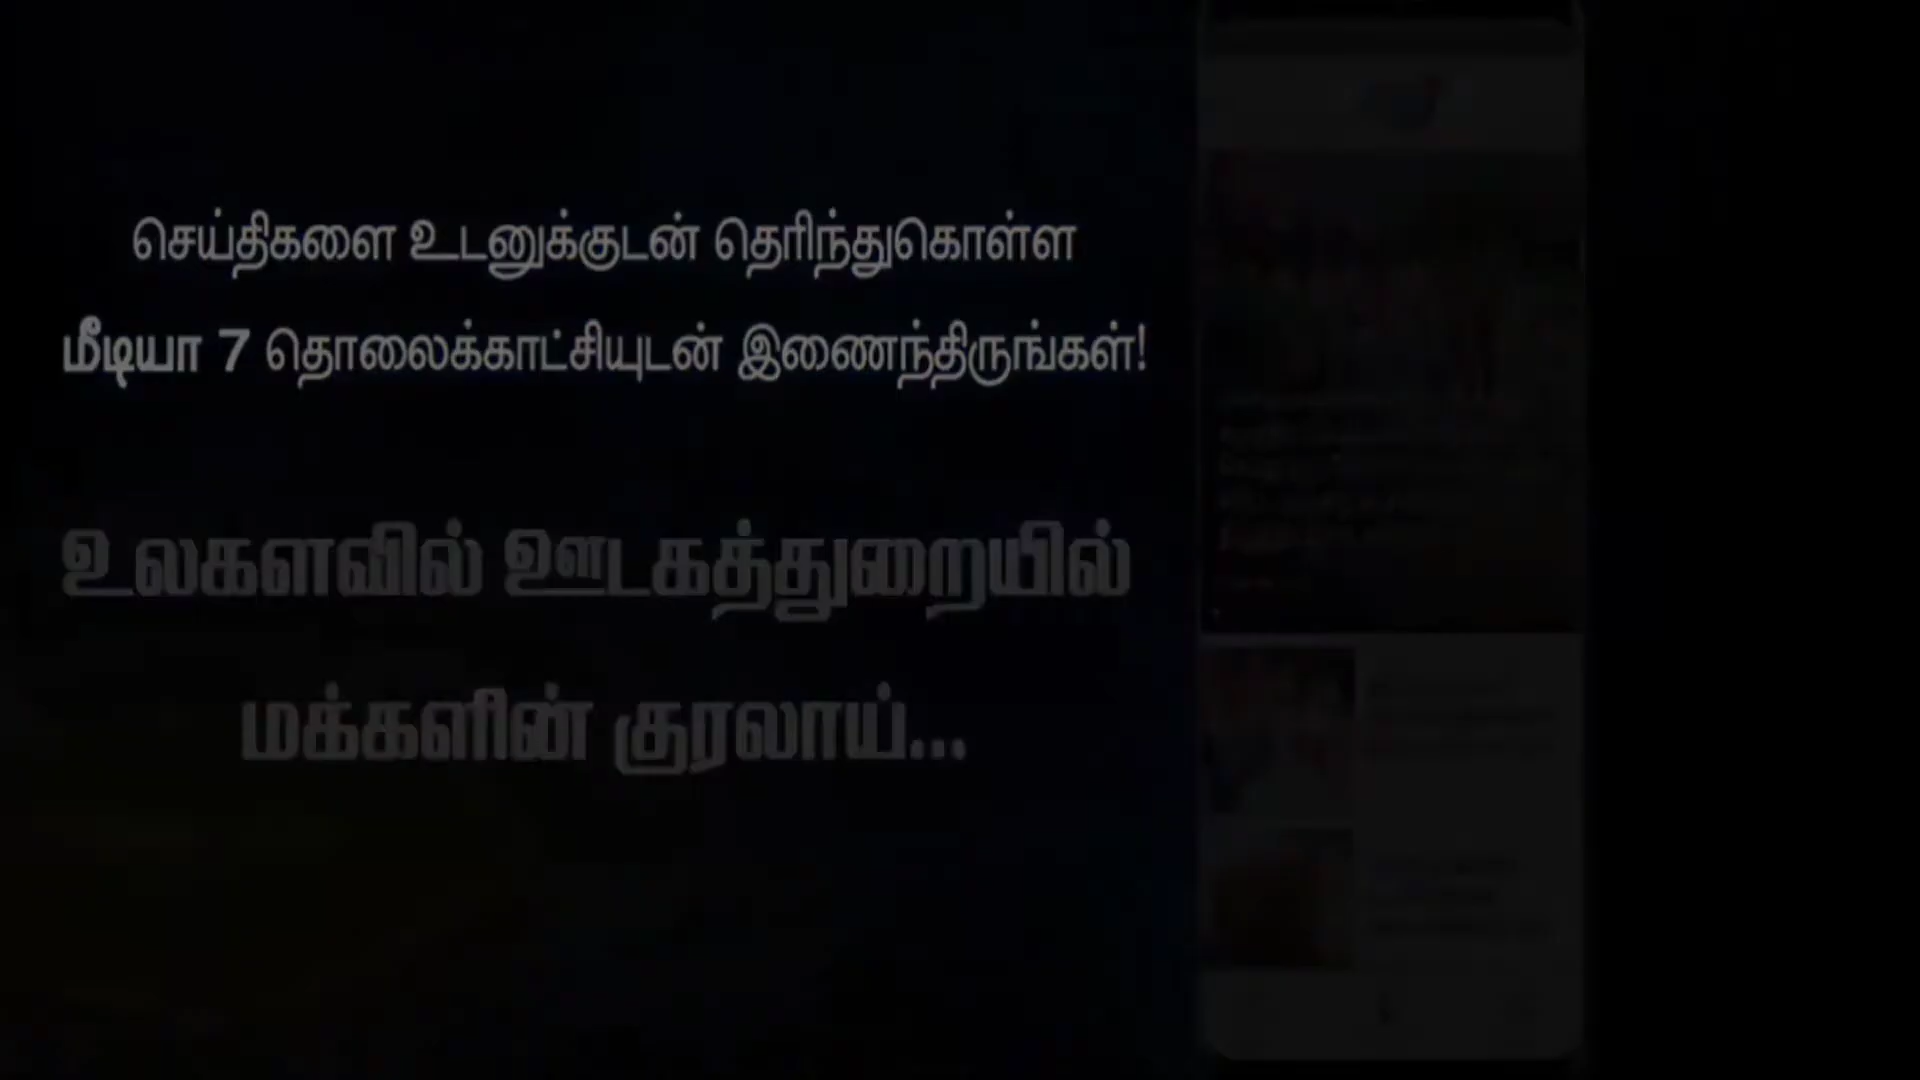 செய்திகளை உடனுக்குடன் தெரிந்துகொள்ள
மீடியா 7 தொலைக்காட்சியுடன் இணைந்திருங்கள்!
உலகளவில் ஊடகத்துறையில்
மக்களின் குரலாய்...